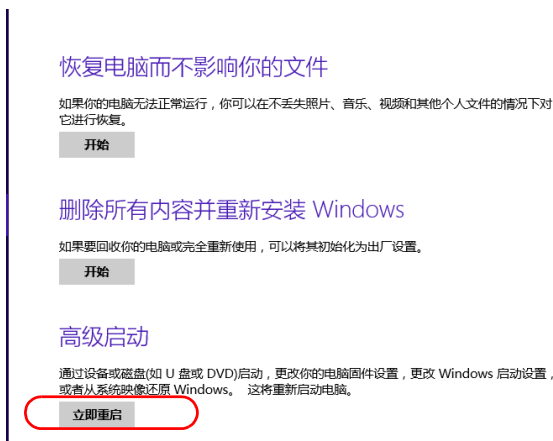 恢复电脑而不影响你的文件
如果你的电脑无法正常运行，你可以在不丢失照片、音乐、视频和其他个人文件的情况下对
它进行恢复。
开始
删除所有内容并重新安装 Windows
如果要回收你的电脑或完全重新使用，可以将其初始化为出厂设置。
开始
高级启动
通过设备或磁盘(如 U 盘或 DVD)启动，更改你的电脑固件设置，更改 Windows 启动设置，
或者从系统映像还原 Windows。 这将重新启动电脑。
立即重启